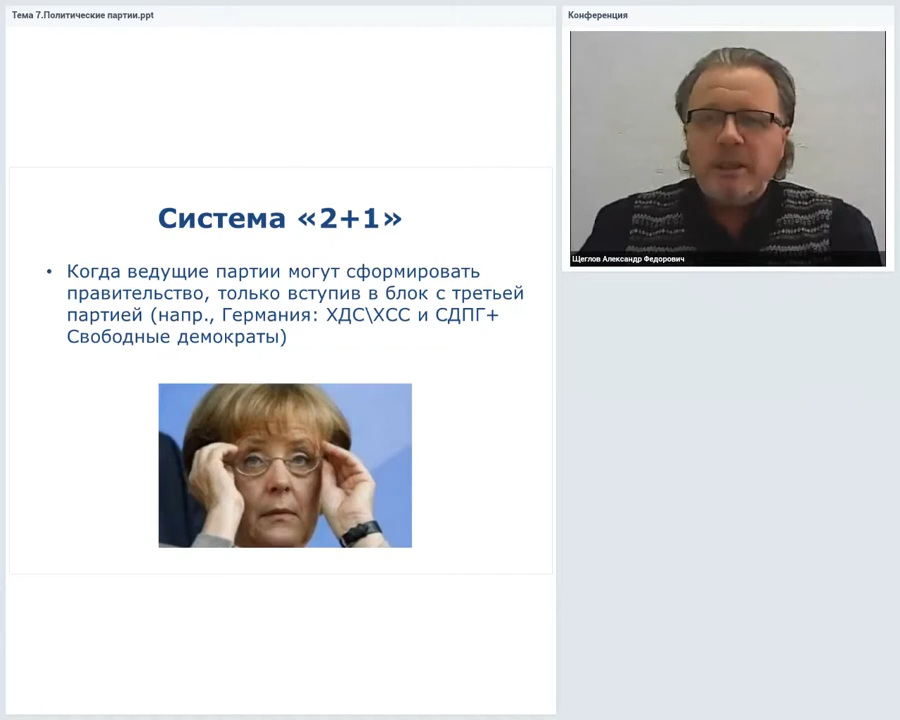 Тема 7.Политические партии.ppt
Конференция
Щеглов Александр Федорович
Система «2+1»
• Когда ведущие партии могут сформировать
правительство, только вступив в блок с третьей
партией (напр., Германия: ХДС\ХСС и СДПГ+
Свободные демократы)